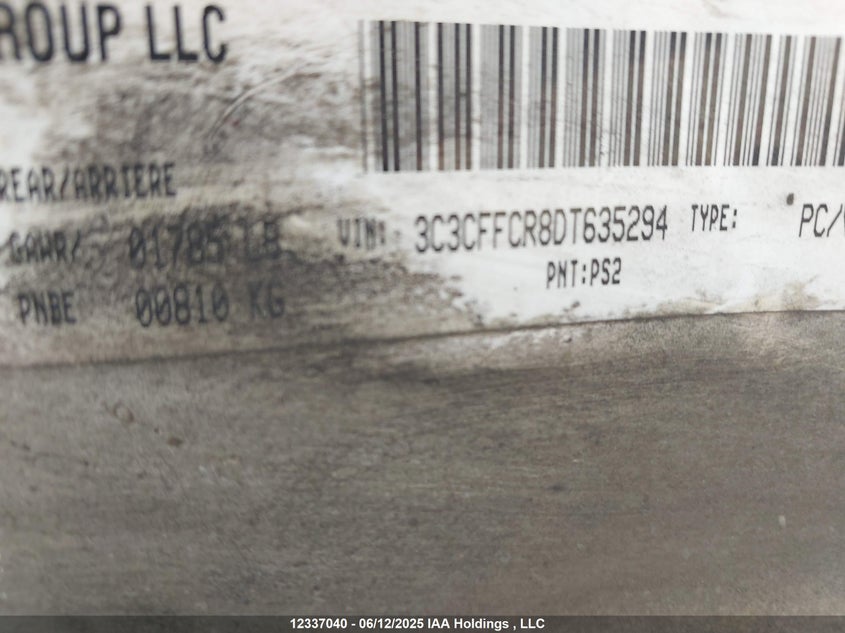 ROUP LLC
REAR/ARRIERE
GAWR/ 01785 LB VIN: 3C3CFFCR8DT635294 TYPE: PC/
PNBE 00810 KG PNT:PS2
12337040 - 06/12/2025 IAA Holdings , LLC